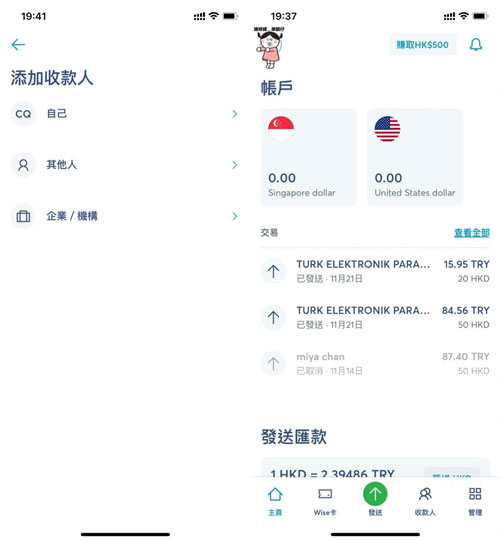 19:41
添加收款人
CQ
自己
其他人
企業 / 機構
19:37
賺取HK$500
帳戶
0.00
Singapore dollar
0.00
United States dollar
交易
查看全部
TURK ELEKTRONIK PARA... 15.95 TRY
已發送 · 11月21日 20 HKD
TURK ELEKTRONIK PARA... 84.56 TRY
已發送 · 11月21日 50 HKD
miya chan 87.40 TRY
已取消 · 11月14日 50 HKD
發送匯款
1 HKD = 2.39486 TRY
主頁
Wise卡
發送
收款人
管理